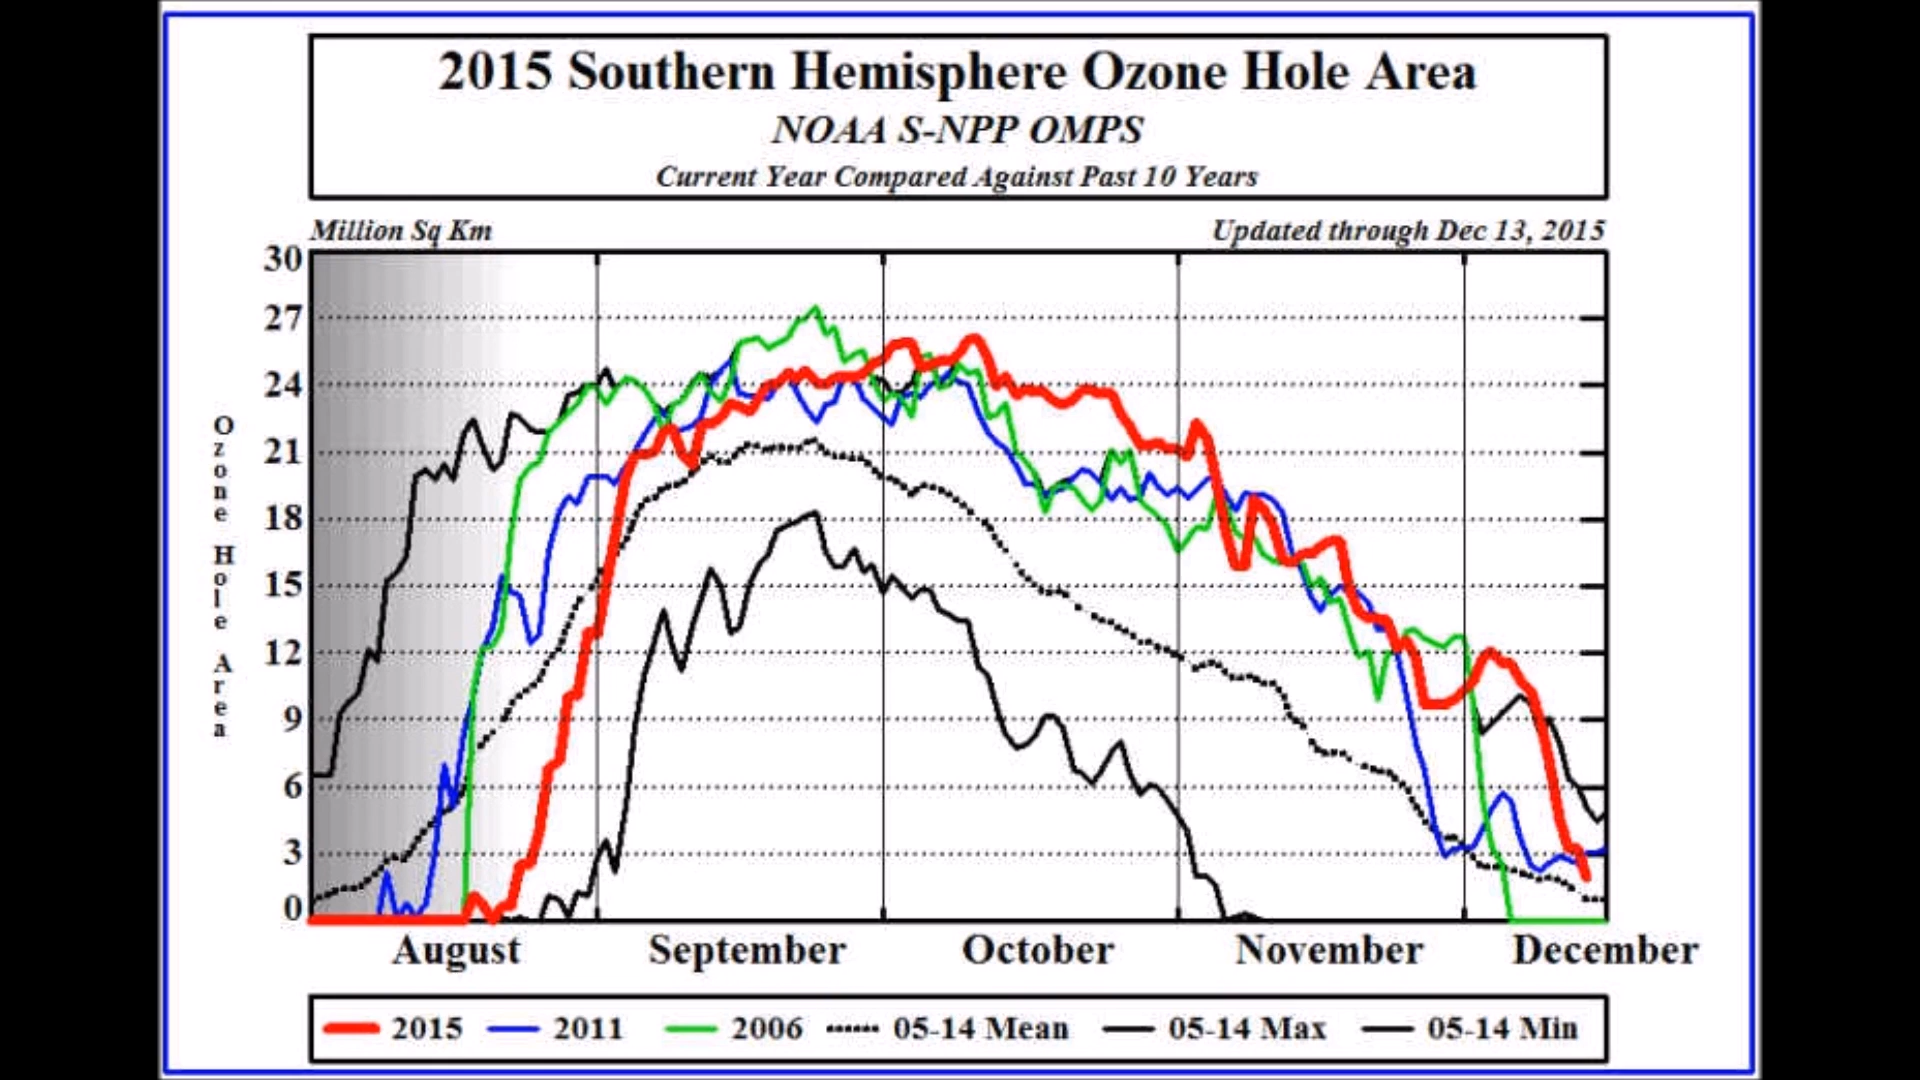 2015 Southern Hemisphere Ozone Hole Area
NOAA S-NPP OMPS
Current Year Compared Against Past 10 Years
Million Sq Km Updated through Dec 13, 2015
30
27
24
21
18
15
12
9
6
3
0
Ozone Hole Area
August September October November December
2015 2011 2006 05-14 Mean 05-14 Max 05-14 Min